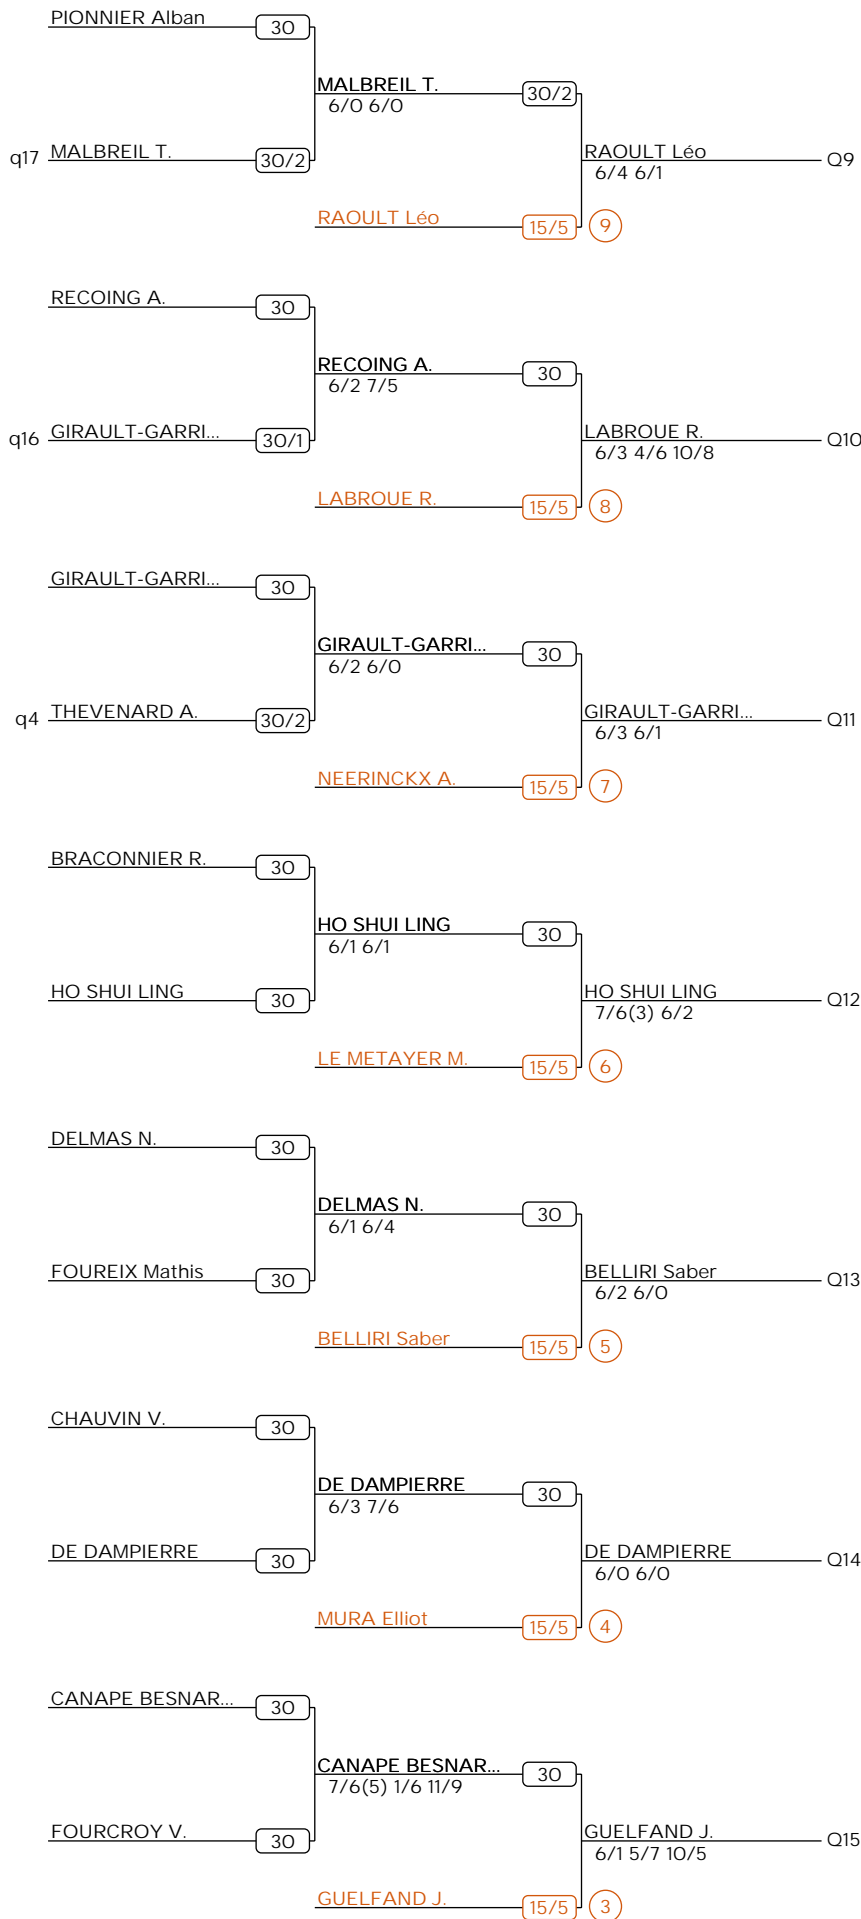 PIONNIER Alban 30
MALBREIL T. 30/2
6/0 6/0
q17 MALBREIL T. 30/2
RAOULT Léo Q9
6/4 6/1
RAOULT Léo 15/5 9
RECOING A. 30
RECOING A. 30
6/2 7/5
q16 GIRAULT-GARRI... 30/1
LABROUE R. Q10
6/3 4/6 10/8
LABROUE R. 15/5 8
GIRAULT-GARRI... 30
GIRAULT-GARRI... 30
6/2 6/0
q4 THEVENARD A. 30/2
GIRAULT-GARRI... Q11
6/3 6/1
NEERINCKX A. 15/5 7
BRACONNIER R. 30
HO SHUI LING 30
6/1 6/1
HO SHUI LING 30
HO SHUI LING Q12
7/6(3) 6/2
LE METAYER M. 15/5 6
DELMAS N. 30
DELMAS N. 30
6/1 6/4
FOUREIX Mathis 30
BELLIRI Saber Q13
6/2 6/0
BELLIRI Saber 15/5 5
CHAUVIN V. 30
DE DAMPIERRE 30
6/3 7/6
DE DAMPIERRE 30
DE DAMPIERRE Q14
6/0 6/0
MURA Elliot 15/5 4
CANAPE BESNAR... 30
CANAPE BESNAR... 30
7/6(5) 1/6 11/9
FOURCROY V. 30
GUELFAND J. Q15
6/1 5/7 10/5
GUELFAND J. 15/5 3